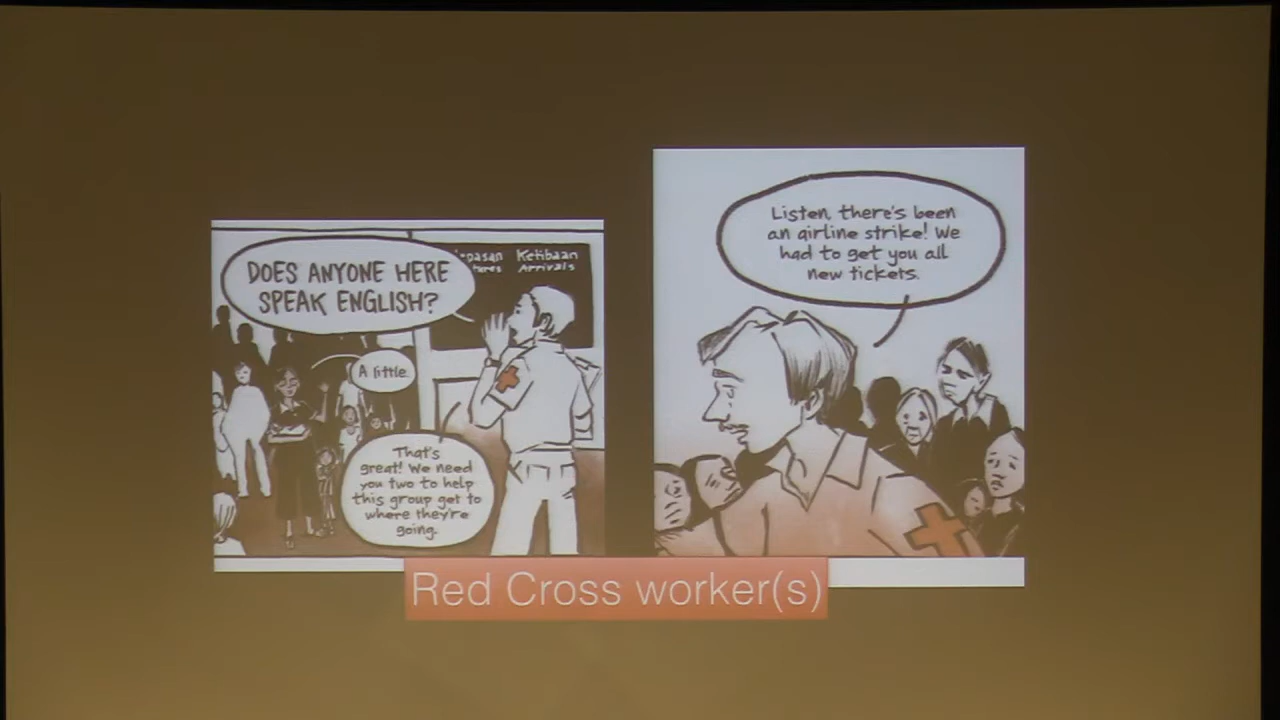 DOES ANYONE HERE
SPEAK ENGLISH?
Ketibaan
Arrivals
A little.
That's
great! We need
you two to help
this group get to
where they're
going.
Listen, there's been
an airline strike! We
had to get you all
new tickets.
Red Cross worker(s)